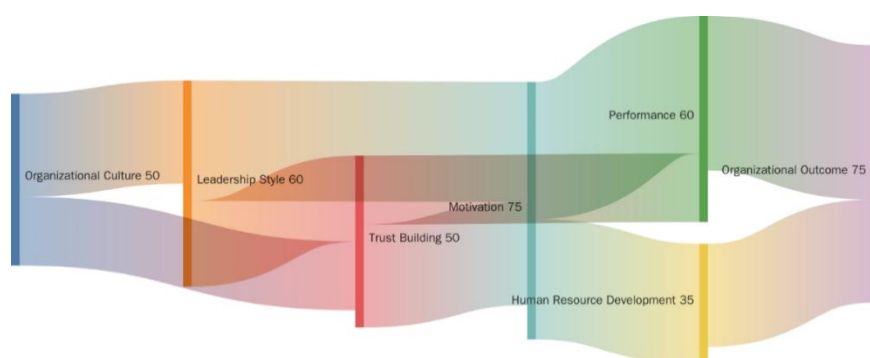 Organizational Culture 50
Leadership Style 60
Trust Building 50
Motivation 75
Performance 60
Human Resource Development 35
Organizational Outcome 75